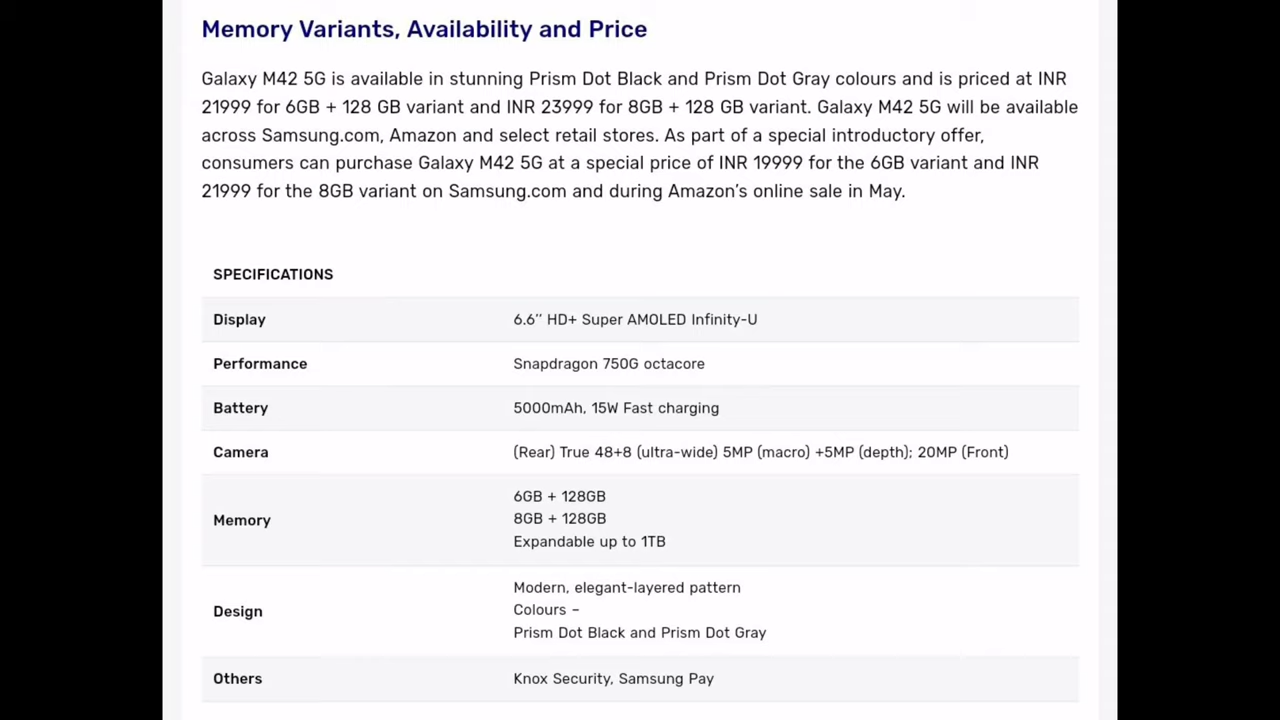 Memory Variants, Availability and Price
Galaxy M42 5G is available in stunning Prism Dot Black and Prism Dot Gray colours and is priced at INR
21999 for 6GB + 128 GB variant and INR 23999 for 8GB + 128 GB variant. Galaxy M42 5G will be available
across Samsung.com, Amazon and select retail stores. As part of a special introductory offer,
consumers can purchase Galaxy M42 5G at a special price of INR 19999 for the 6GB variant and INR
21999 for the 8GB variant on Samsung.com and during Amazon’s online sale in May.
SPECIFICATIONS
Display 6.6’’ HD+ Super AMOLED Infinity-U
Performance Snapdragon 750G octacore
Battery 5000mAh, 15W Fast charging
Camera (Rear) True 48+8 (ultra-wide) 5MP (macro) +5MP (depth); 20MP (Front)
Memory
6GB + 128GB
8GB + 128GB
Expandable up to 1TB
Design
Modern, elegant-layered pattern
Colours –
Prism Dot Black and Prism Dot Gray
Others Knox Security, Samsung Pay